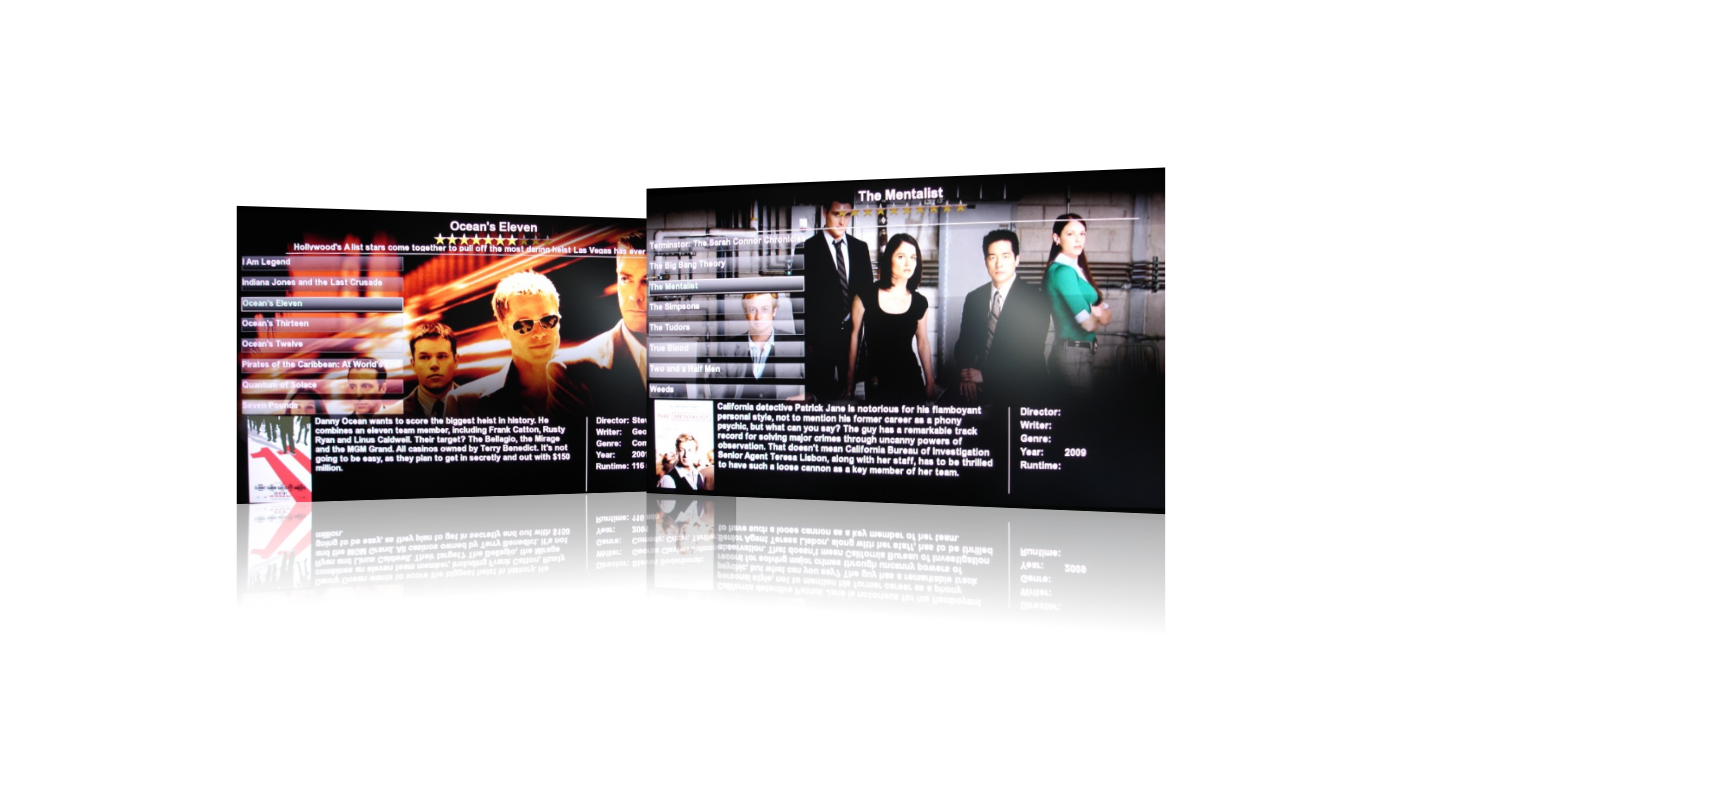 Ocean's Eleven
Hollywood's A list stars come together to pull off the most daring heist Las Vegas has ever
I Am Legend
Indiana Jones and the Last Crusade
Ocean's Eleven
Ocean's Thirteen
Ocean's Twelve
Pirates of the Caribbean: At World's
Quantum of Solace
Seven Pounds
Danny Ocean wants to score the biggest heist in history. He
combines an eleven team member, including Frank Catton, Rusty
Ryan and Linus Caldwell. Their target? The Bellagio, the Mirage
and the MGM Grand. All casinos owned by Terry Benedict. It's not
going to be easy, as they plan to get in secretly and out with $150
million.
Director: Ste
Writer: Geo
Genre: Com
Year: 200
Runtime: 116
The Mentalist
Terminator: The Sarah Connor Chronic
The Big Bang Theory
The Mentalist
The Simpsons
The Tudors
True Blood
Two and a Half Men
Weeds
California detective Patrick Jane is notorious for his flamboyant
personal style, not to mention his former career as a phony
psychic, but what can you say? The guy has a remarkable track
record for solving major crimes through uncanny powers of
observation. That doesn't mean California Bureau of Investigation
Senior Agent Teresa Lisbon, along with her staff, has to be thrilled
to have such a loose cannon as a key member of her team.
Director:
Writer:
Genre:
Year: 2009
Runtime: